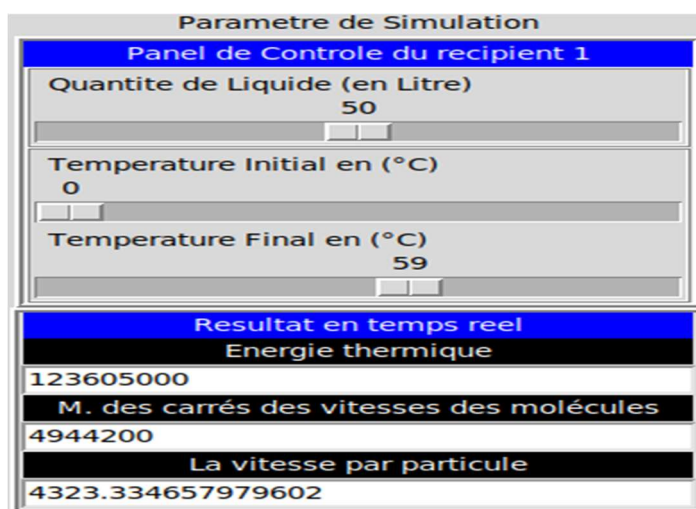 Parametre de Simulation
Panel de Controle du recipient 1
Quantite de Liquide (en Litre)
50
Temperature Initial en (°C)
0
Temperature Final en (°C)
59
Resultat en temps reel
Energie thermique
123605000
M. des carrés des vitesses des molécules
4944200
La vitesse par particule
4323.334657979602